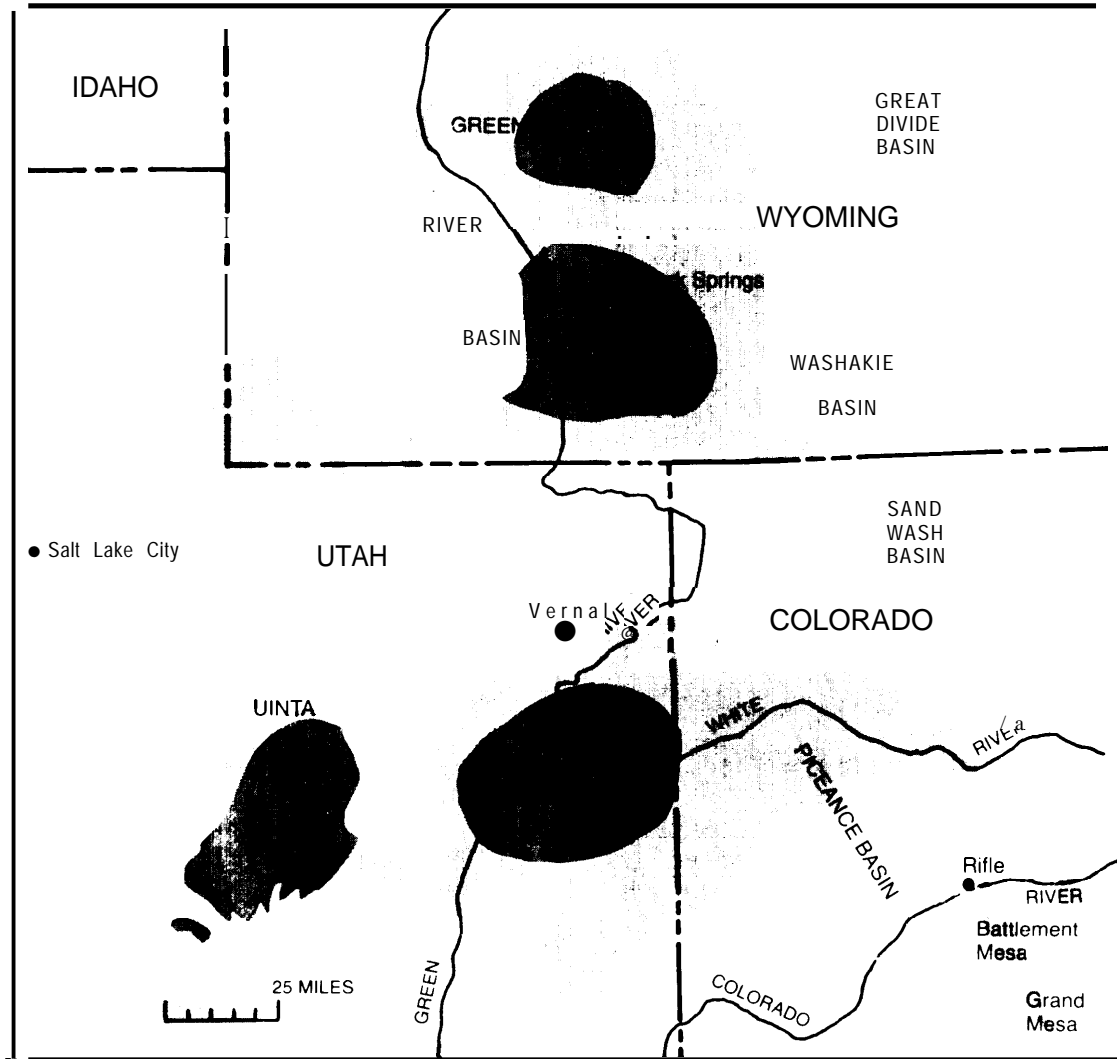 IDAHO
GREEN
GREAT
DIVIDE
BASIN
WYOMING
RIVER
Springs
BASIN
WASHAKIE
BASIN
SAND
WASH
BASIN
Salt Lake City
UTAH
Vernal
COLORADO
UINTA
WHITE
PICEANCE BASIN
Rifle
RIVER
Battlement
Mesa
25 MILES
GREEN
COLORADO
Grand
Mesa